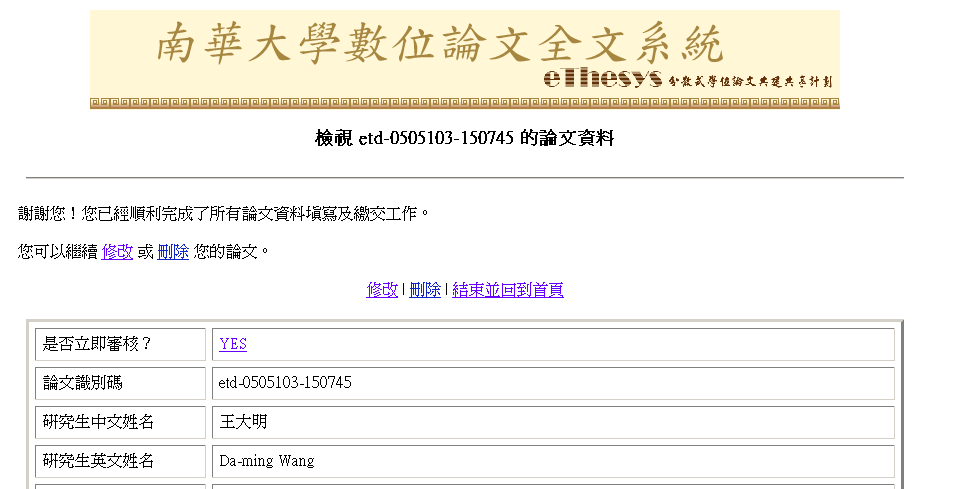 南華大學數位論文全文系統
eThesys 分散式學位論文共建共享計劃
檢視 etd-0505103-150745 的論文資料
謝謝您！您已經順利完成了所有論文資料填寫及繳交工作。
您可以繼續 修改 或 刪除 您的論文。
修改 | 刪除 | 結束並回到首頁
是否立即審核？ YES
論文識別碼 etd-0505103-150745
研究生中文姓名 王大明
研究生英文姓名 Da-ming Wang